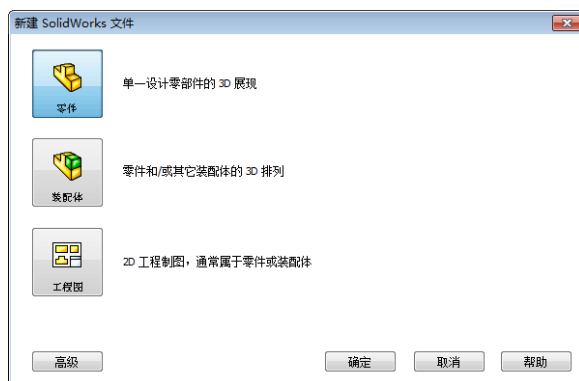 新建 SolidWorks 文件
零件
单一设计零部件的 3D 展现
装配体
零件和/或其它装配体的 3D 排列
工程图
2D 工程制图，通常属于零件或装配体
高级
确定
取消
帮助